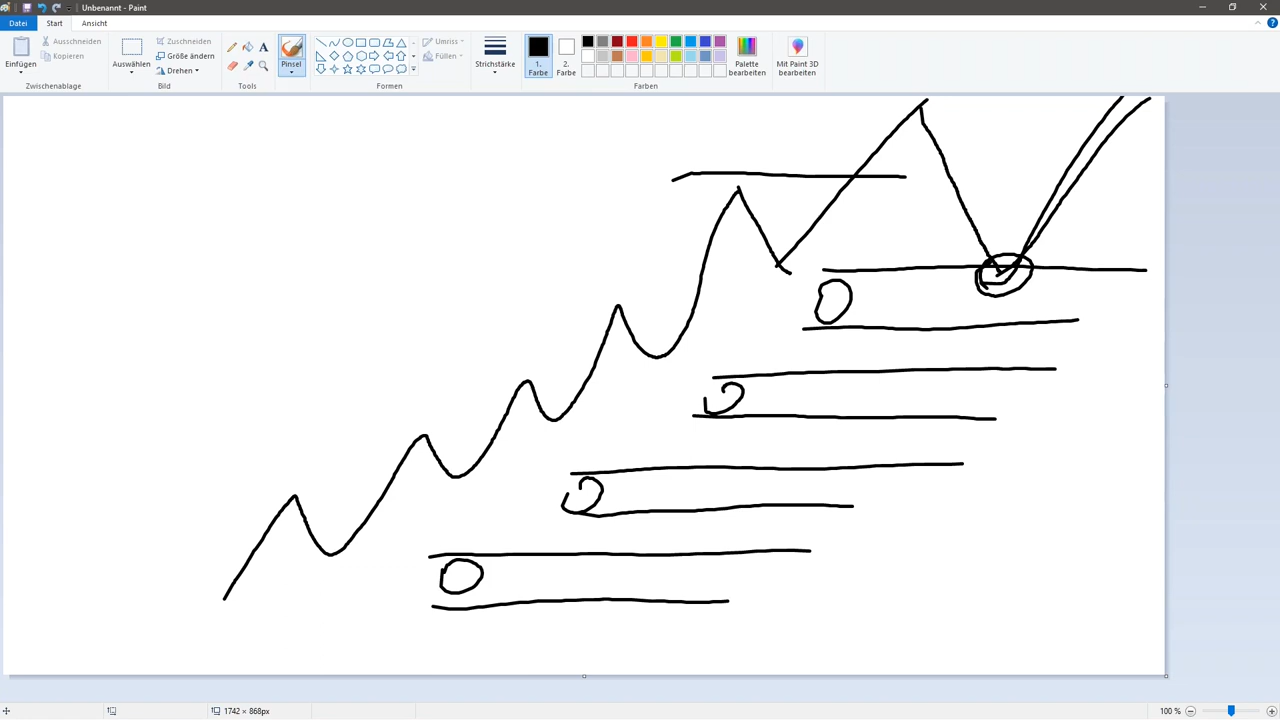 Unbenannt - Paint
Datei
Start
Ansicht
Einfügen
Ausschneiden
Kopieren
Zwischenablage
Auswählen
Zuschneiden
Größe ändern
Drehen
Bild
A
Tools
Pinsel
Formen
Umriss
Füllen
Strichstärke
1.
Farbe
2.
Farbe
Palette
bearbeiten
Mit Paint 3D
bearbeiten
Farben
1742 × 868px
100 %